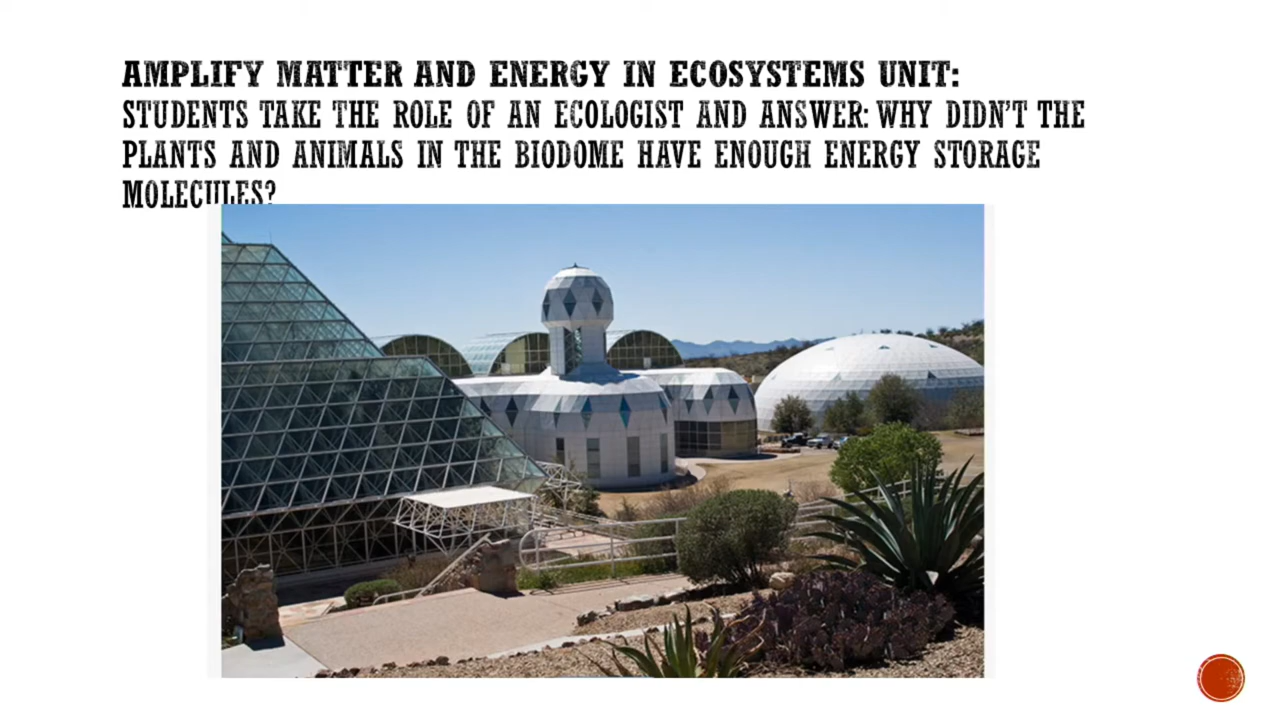 AMPLIFY MATTER AND ENERGY IN ECOSYSTEMS UNIT:
STUDENTS TAKE THE ROLE OF AN ECOLOGIST AND ANSWER: WHY DIDN'T THE
PLANTS AND ANIMALS IN THE BIODOME HAVE ENOUGH ENERGY STORAGE
MOLECULES?